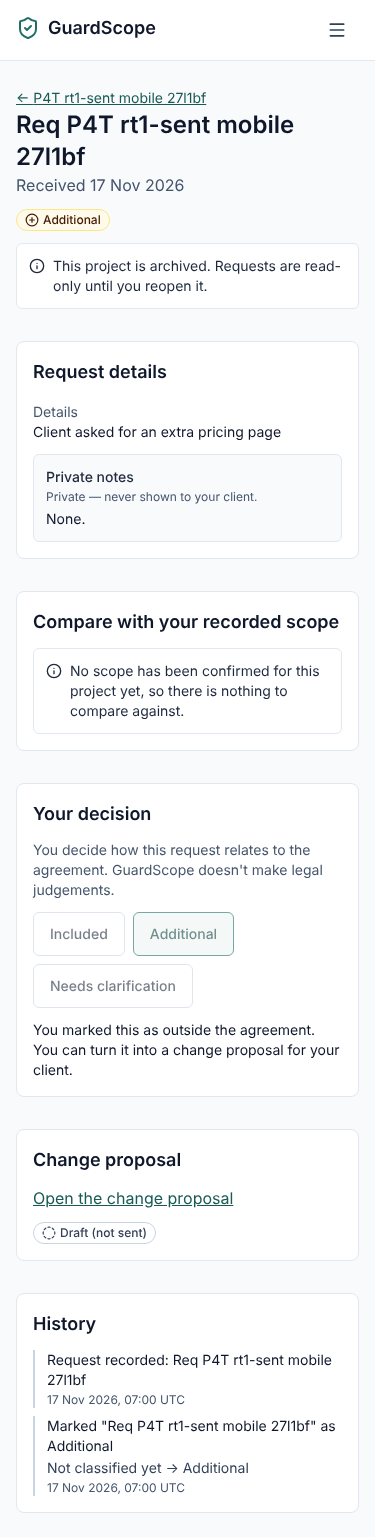 GuardScope
← P4T rt1-sent mobile 27l1bf
Req P4T rt1-sent mobile
27l1bf
Received 17 Nov 2026
Additional
This project is archived. Requests are read-
only until you reopen it.
Request details
Details
Client asked for an extra pricing page
Private notes
Private — never shown to your client.
None.
Compare with your recorded scope
No scope has been confirmed for this
project yet, so there is nothing to
compare against.
Your decision
You decide how this request relates to the
agreement. GuardScope doesn't make legal
judgements.
Included
Additional
Needs clarification
You marked this as outside the agreement.
You can turn it into a change proposal for your
client.
Change proposal
Open the change proposal
Draft (not sent)
History
Request recorded: Req P4T rt1-sent mobile
27l1bf
17 Nov 2026, 07:00 UTC
Marked "Req P4T rt1-sent mobile 27l1bf" as
Additional
Not classified yet → Additional
17 Nov 2026, 07:00 UTC